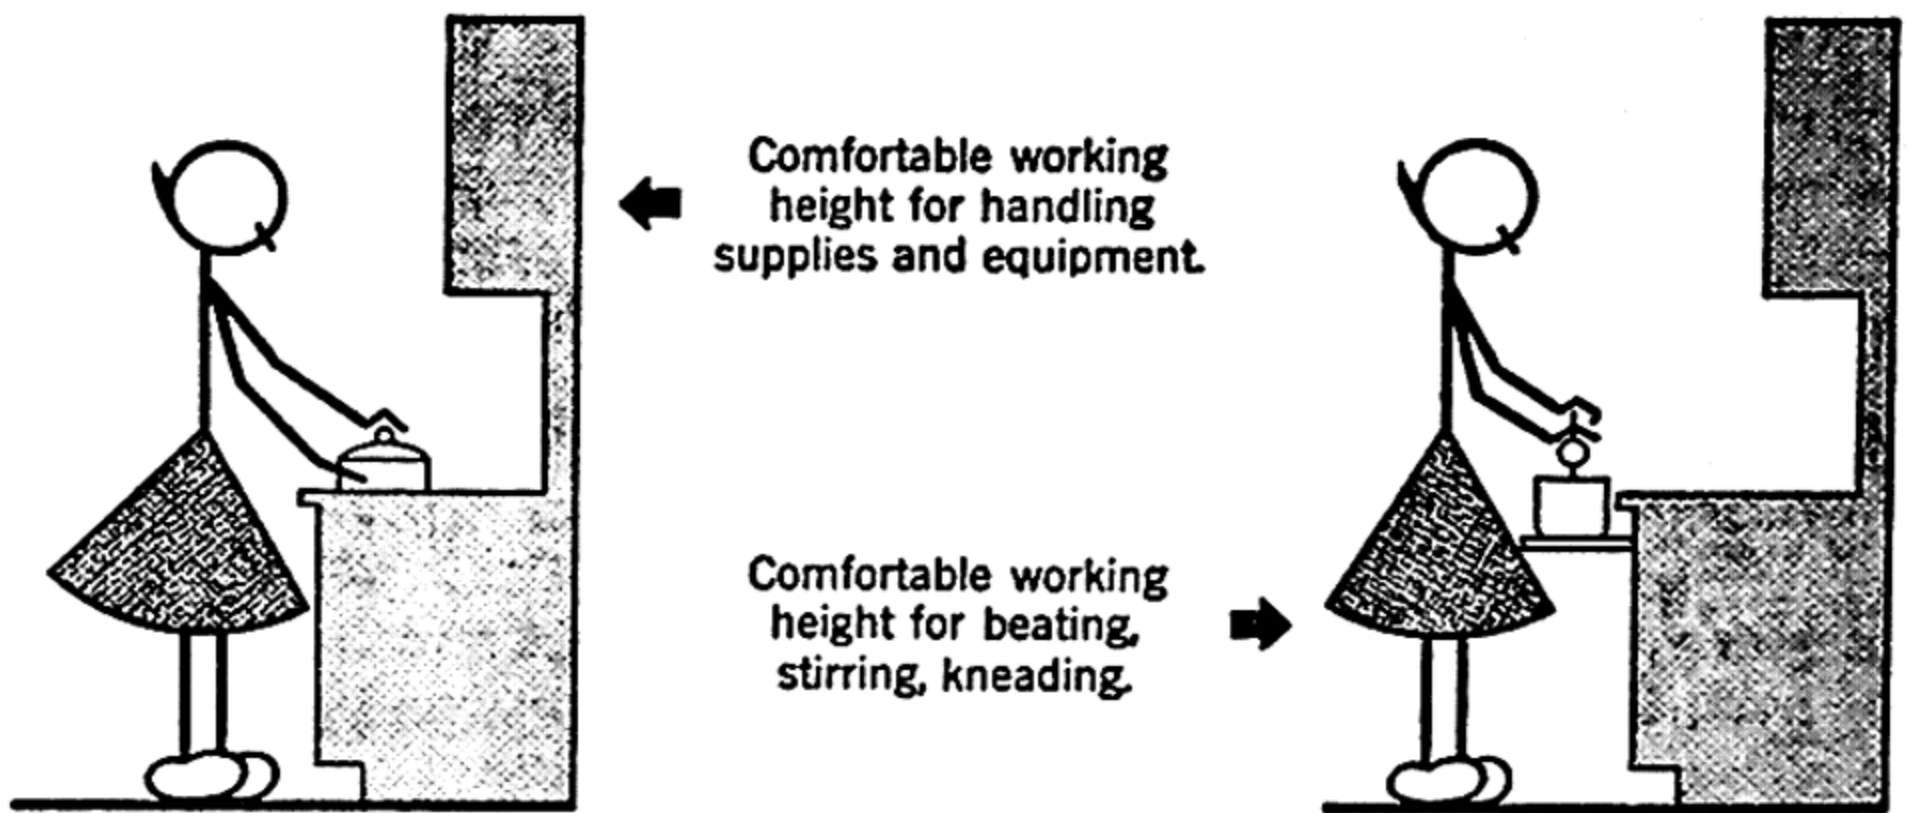 Comfortable working
height for handling
supplies and equipment.
Comfortable working
height for beating,
stirring, kneading.